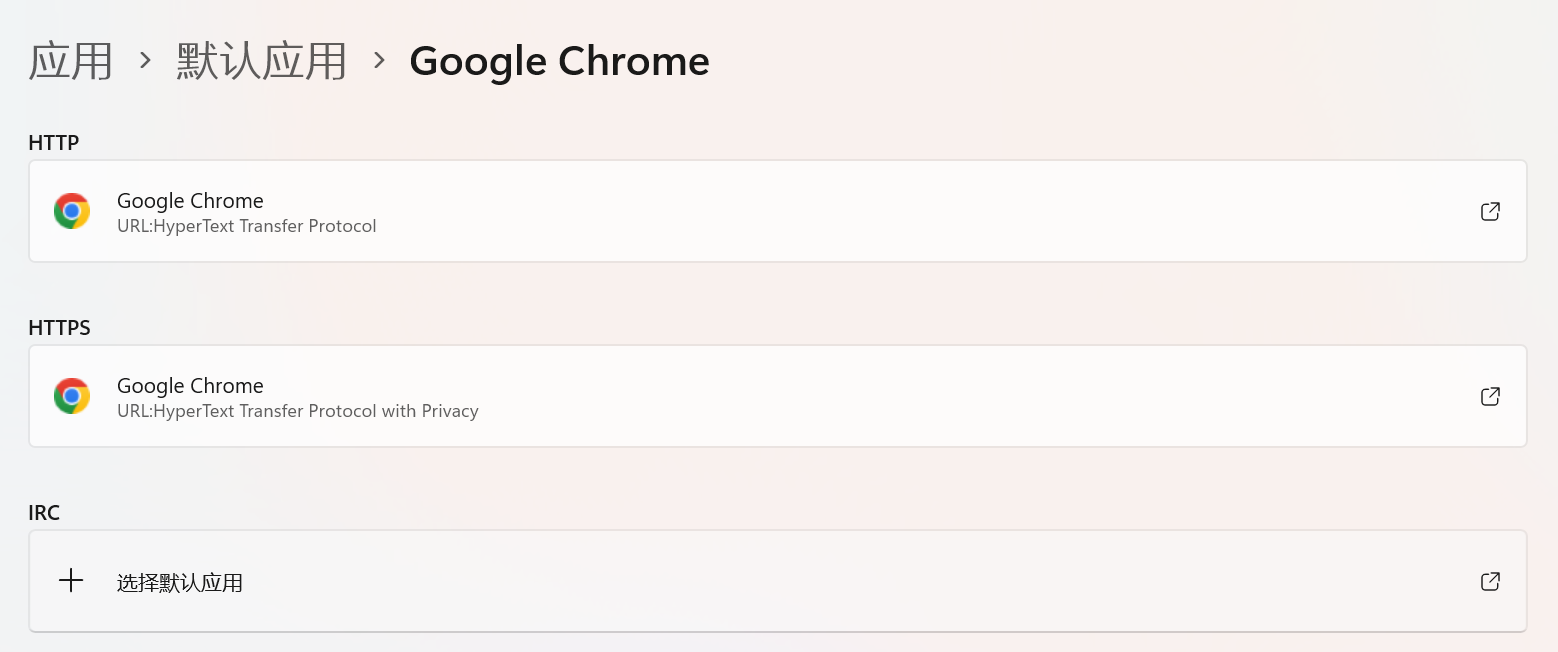 应用 › 默认应用 › Google Chrome
HTTP
Google Chrome
URL:HyperText Transfer Protocol
HTTPS
Google Chrome
URL:HyperText Transfer Protocol with Privacy
IRC
选择默认应用